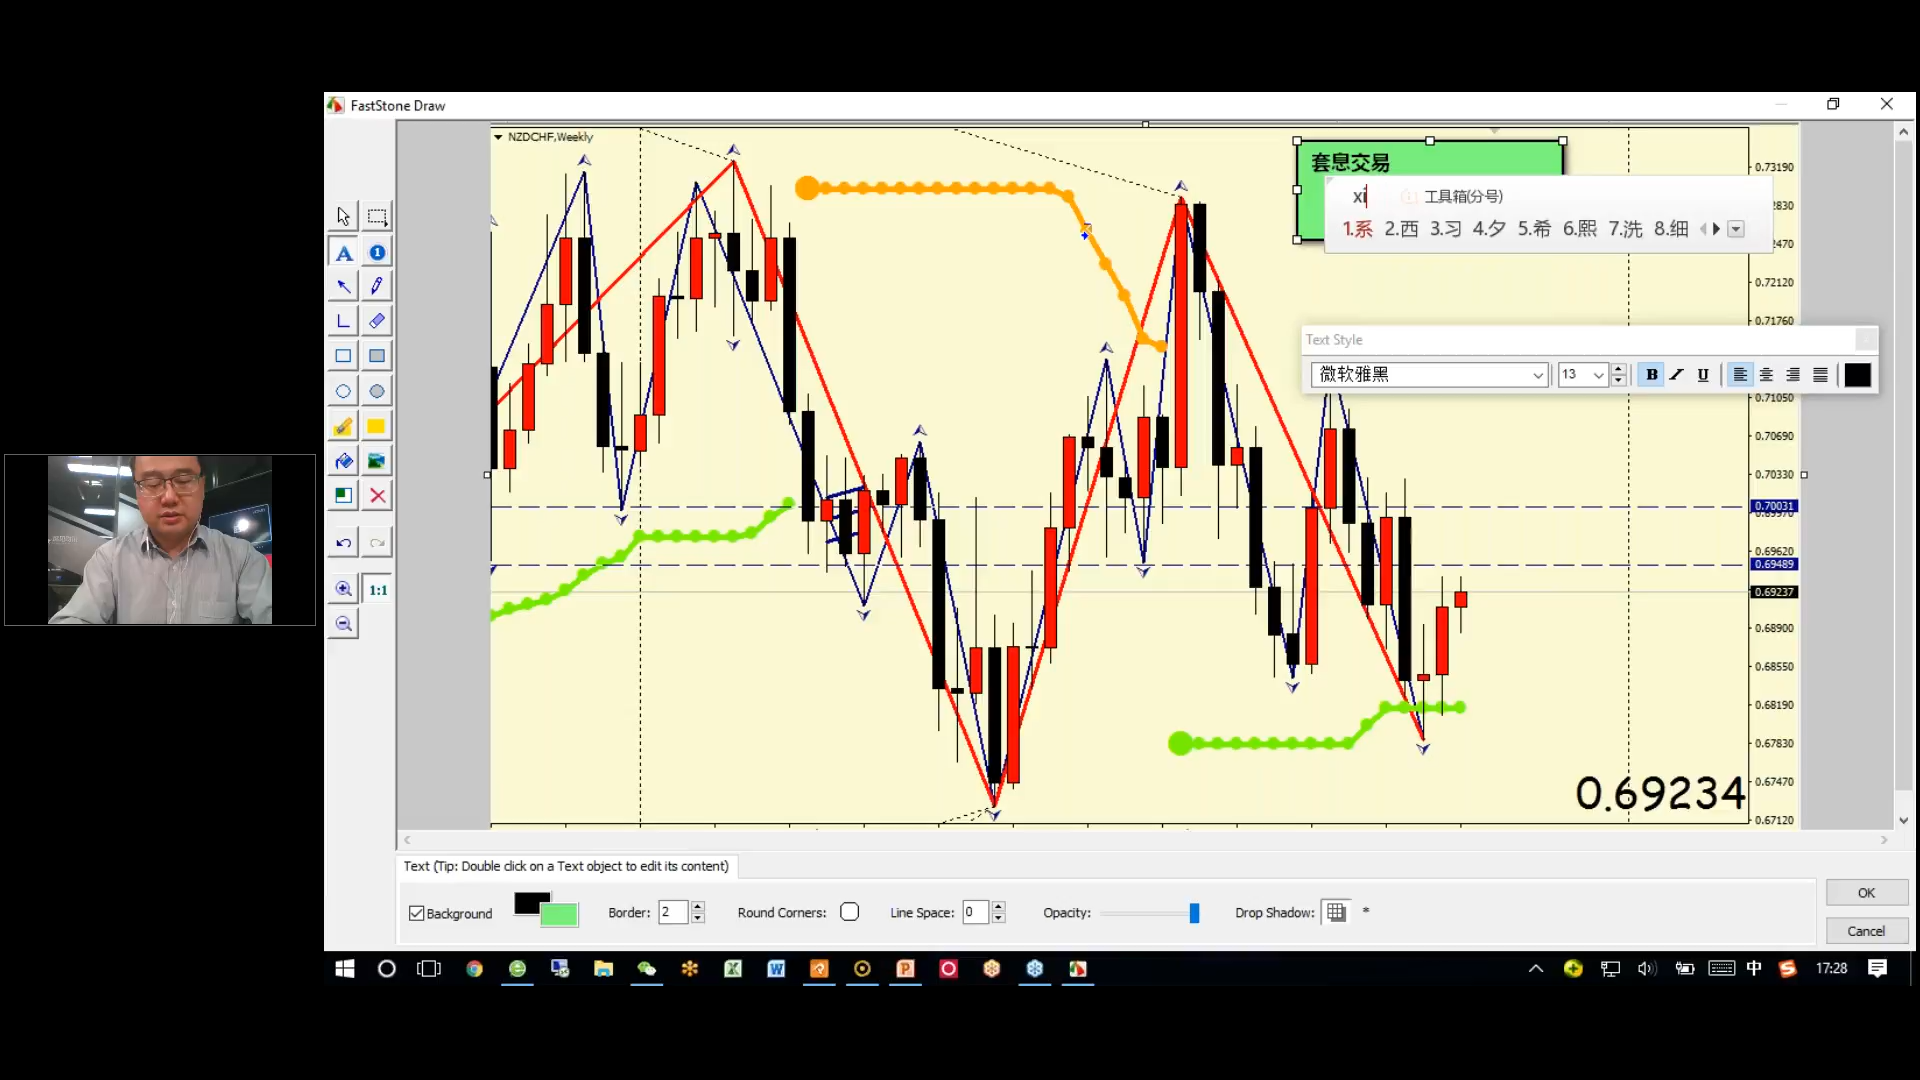 FastStone Draw
NZDCHF,Weekly
套息交易
xi 工具箱(分号)
1.系 2.西 3.习 4.夕 5.希 6.熙 7.洗 8.细
0.73190
0.72120
0.71760
Text Style
微软雅黑 13 B I U
0.71050
0.70690
0.70330
0.70031
0.69620
0.69489
0.69237
0.68900
0.68550
0.68190
0.67830
0.67470
0.67120
0.69234
A 1
1:1
Text (Tip: Double click on a Text object to edit its content)
Background Border: 2 Round Corners: Line Space: 0 Opacity: Drop Shadow: *
OK
Cancel
中 17:28